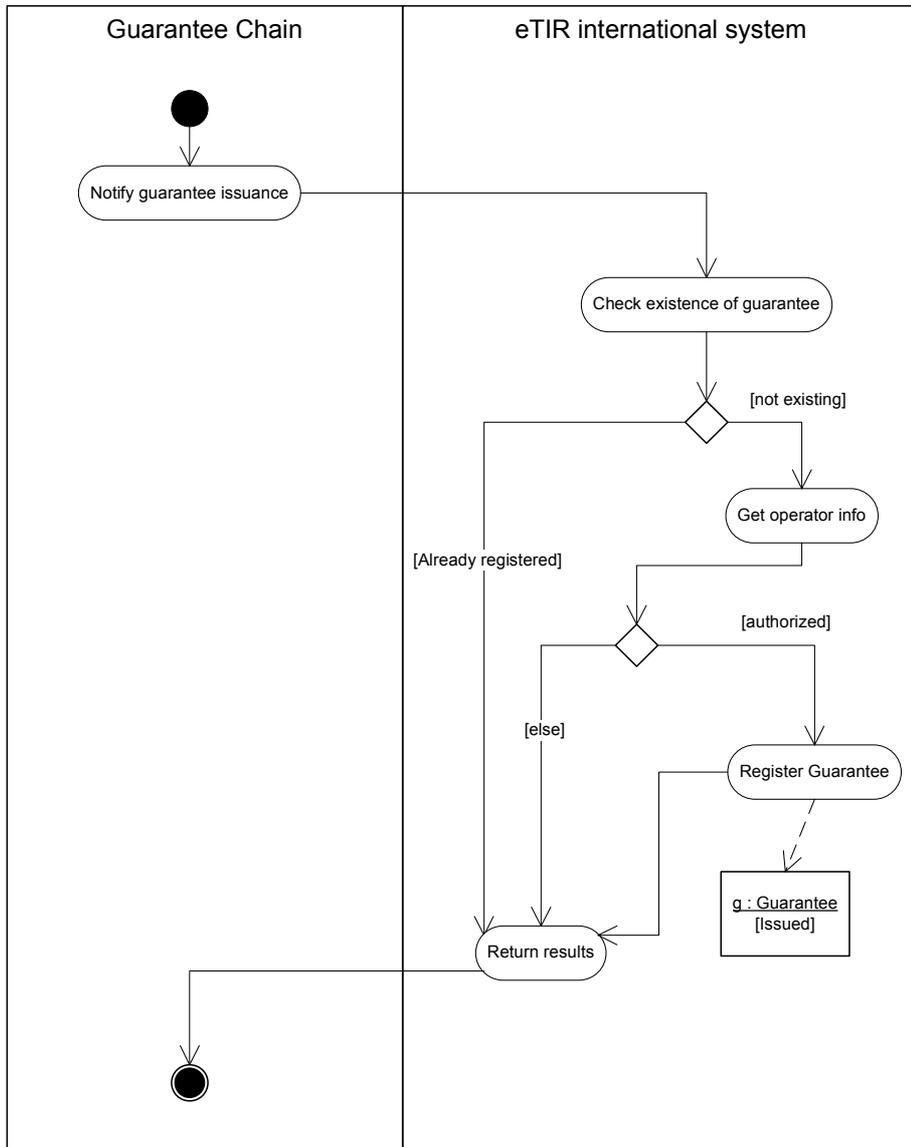 Guarantee Chain
eTIR international system
Notify guarantee issuance
Check existence of guarantee
[not existing]
Get operator info
[Already registered]
[authorized]
[else]
Register Guarantee
g : Guarantee
[Issued]
Return results